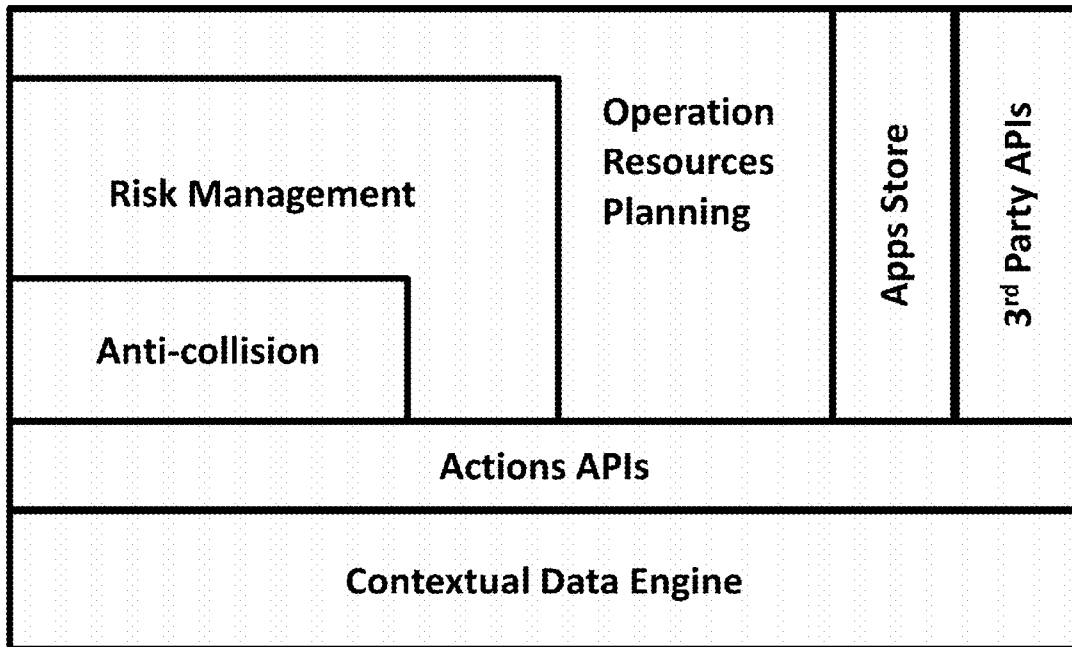 Operation
Resources
Planning
Risk Management
Anti-collision
Apps Store
3rd Party APIs
Actions APIs
Contextual Data Engine